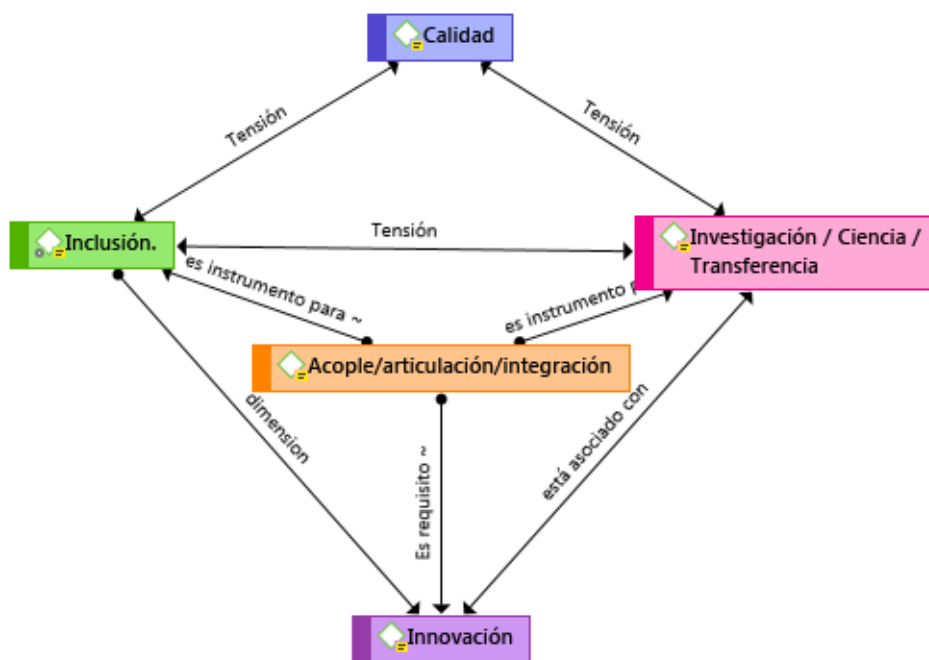 Calidad
Tensión
Tensión
Inclusión.
Tensión
Investigación / Ciencia /
Transferencia
es instrumento para ~
es instrumento
Acople/articulación/integración
dimension
Es requisito ~
está asociado con
Innovación